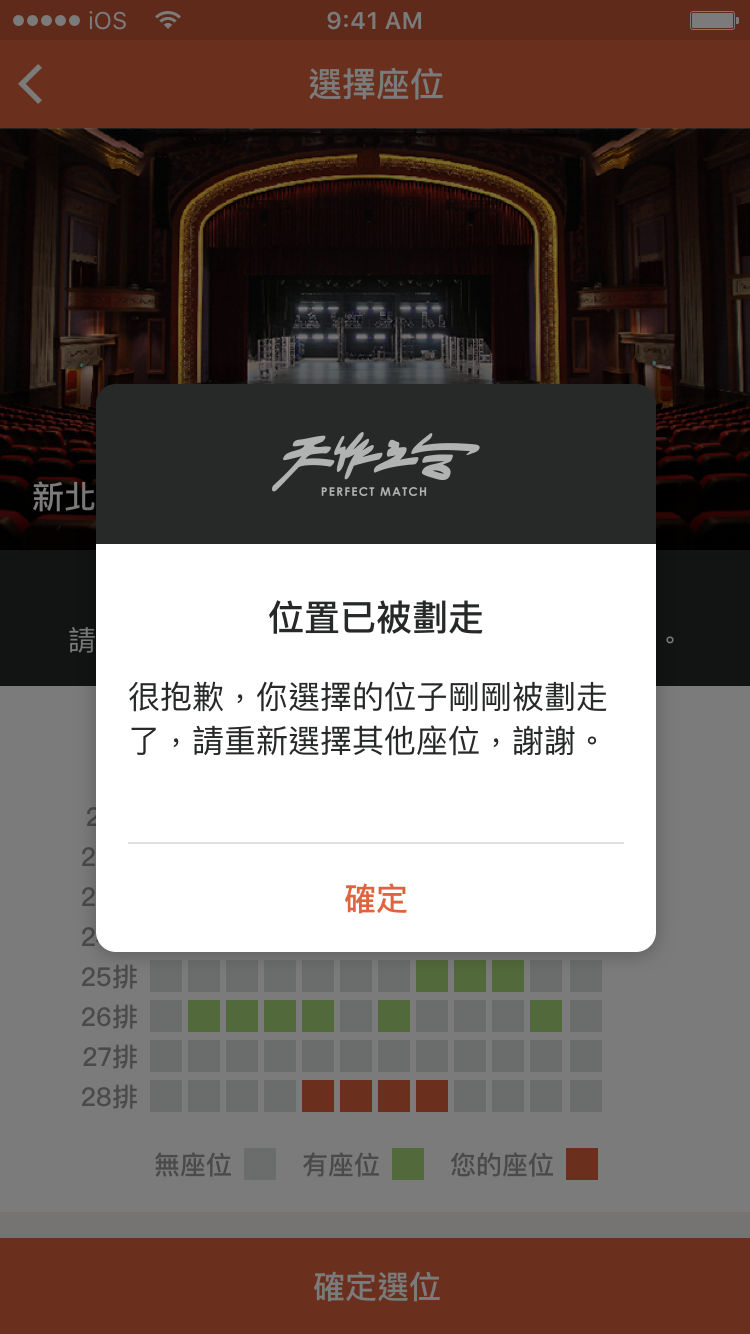 iOS
9:41 AM
選擇座位
天作之合
PERFECT MATCH
新北
位置已被劃走
請
。
很抱歉，你選擇的位子剛剛被劃走
了，請重新選擇其他座位，謝謝。
2
2
2
2
確定
25排
26排
27排
28排
無座位
有座位
您的座位
確定選位